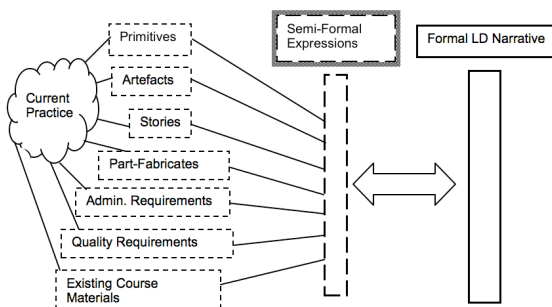 Primitives
Semi-Formal
Expressions
Formal LD Narrative
Artefacts
Current
Practice
Stories
Part-Fabricates
Admin. Requirements
Quality Requirements
Existing Course
Materials